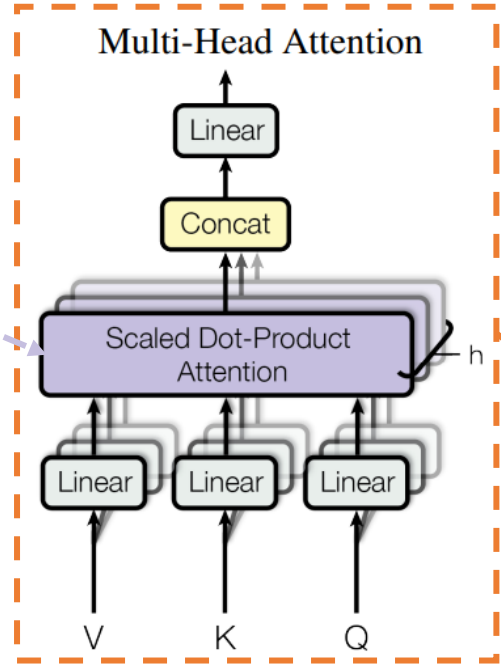 Multi-Head Attention
Linear
Concat
Scaled Dot-Product
Attention
h
Linear Linear Linear
V K Q